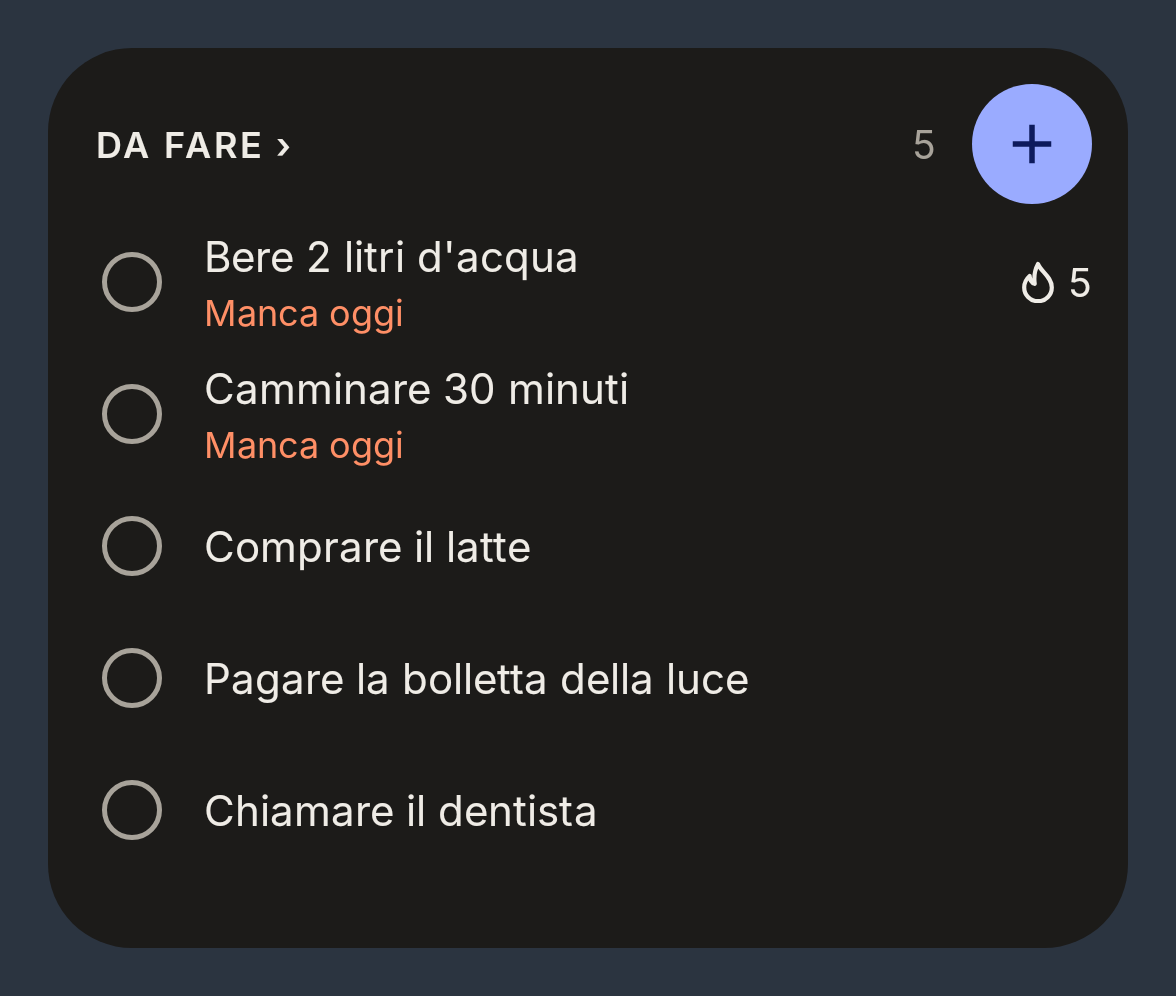 DA FARE ›
5
Bere 2 litri d'acqua
Manca oggi
5
Camminare 30 minuti
Manca oggi
Comprare il latte
Pagare la bolletta della luce
Chiamare il dentista